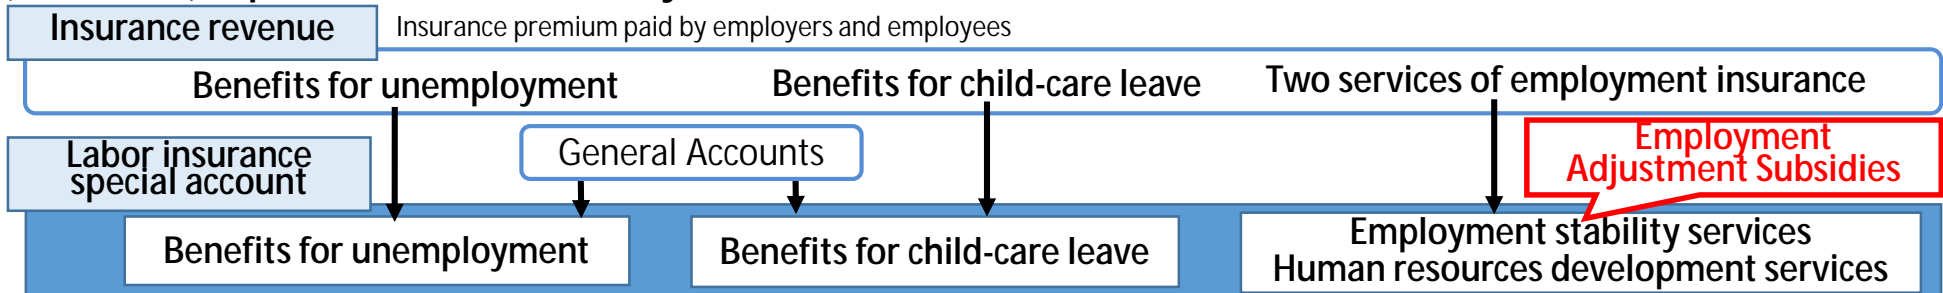 Insurance revenue
Insurance premium paid by employers and employees
Benefits for unemployment
Benefits for child-care leave
Two services of employment insurance
Labor insurance
special account
General Accounts
Employment
Adjustment Subsidies
Benefits for unemployment
Benefits for child-care leave
Employment stability services
Human resources development services